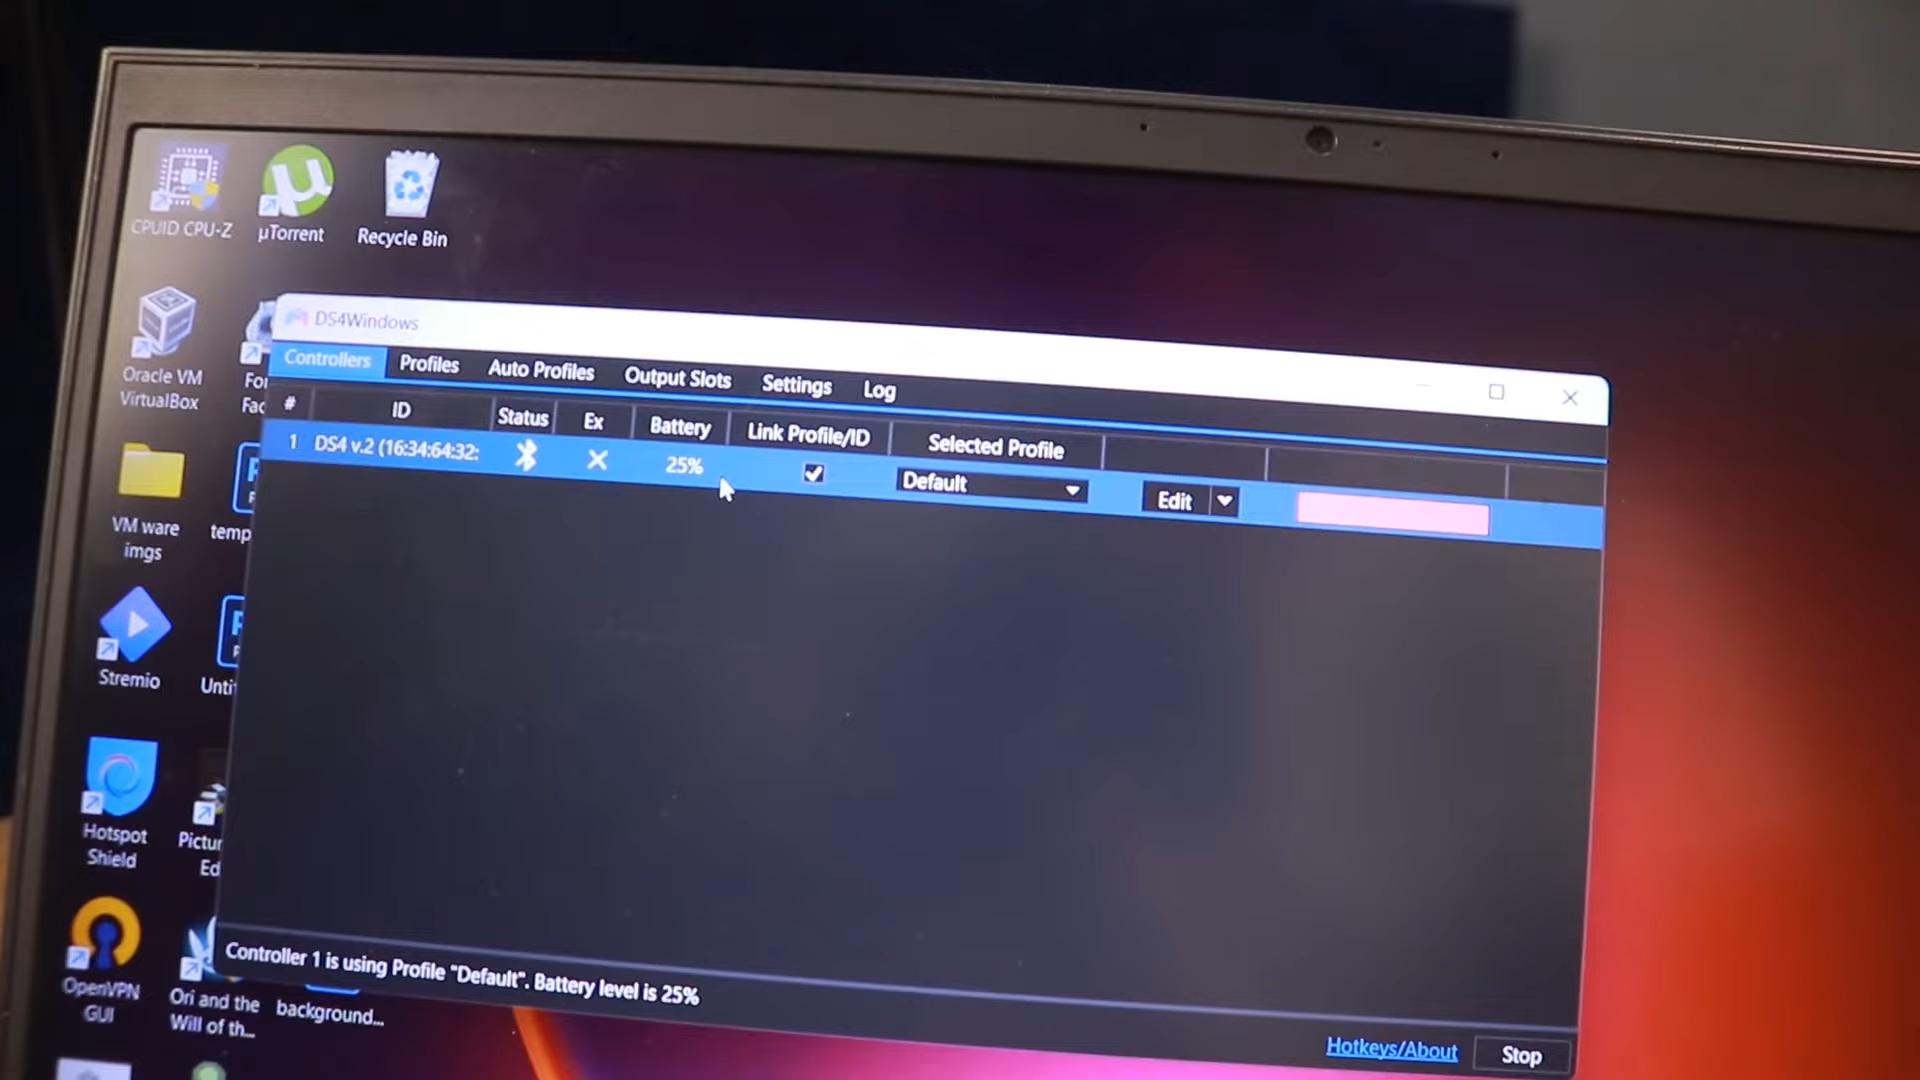 CPUID CPU-Z
µTorrent
Recycle Bin
Oracle VM
VirtualBox
VM ware
imgs
temp
Stremio
Unti
Hotspot
Shield
Pictur
Ed
OpenVPN
GUI
Ori and the
Will of th...
background...
DS4Windows
Controllers Profiles Auto Profiles Output Slots Settings Log
# ID Status Ex Battery Link Profile/ID Selected Profile
1 DS4 v.2 (16:34:64:32: 25% Default Edit
Controller 1 is using Profile "Default". Battery level is 25%
Hotkeys/About Stop